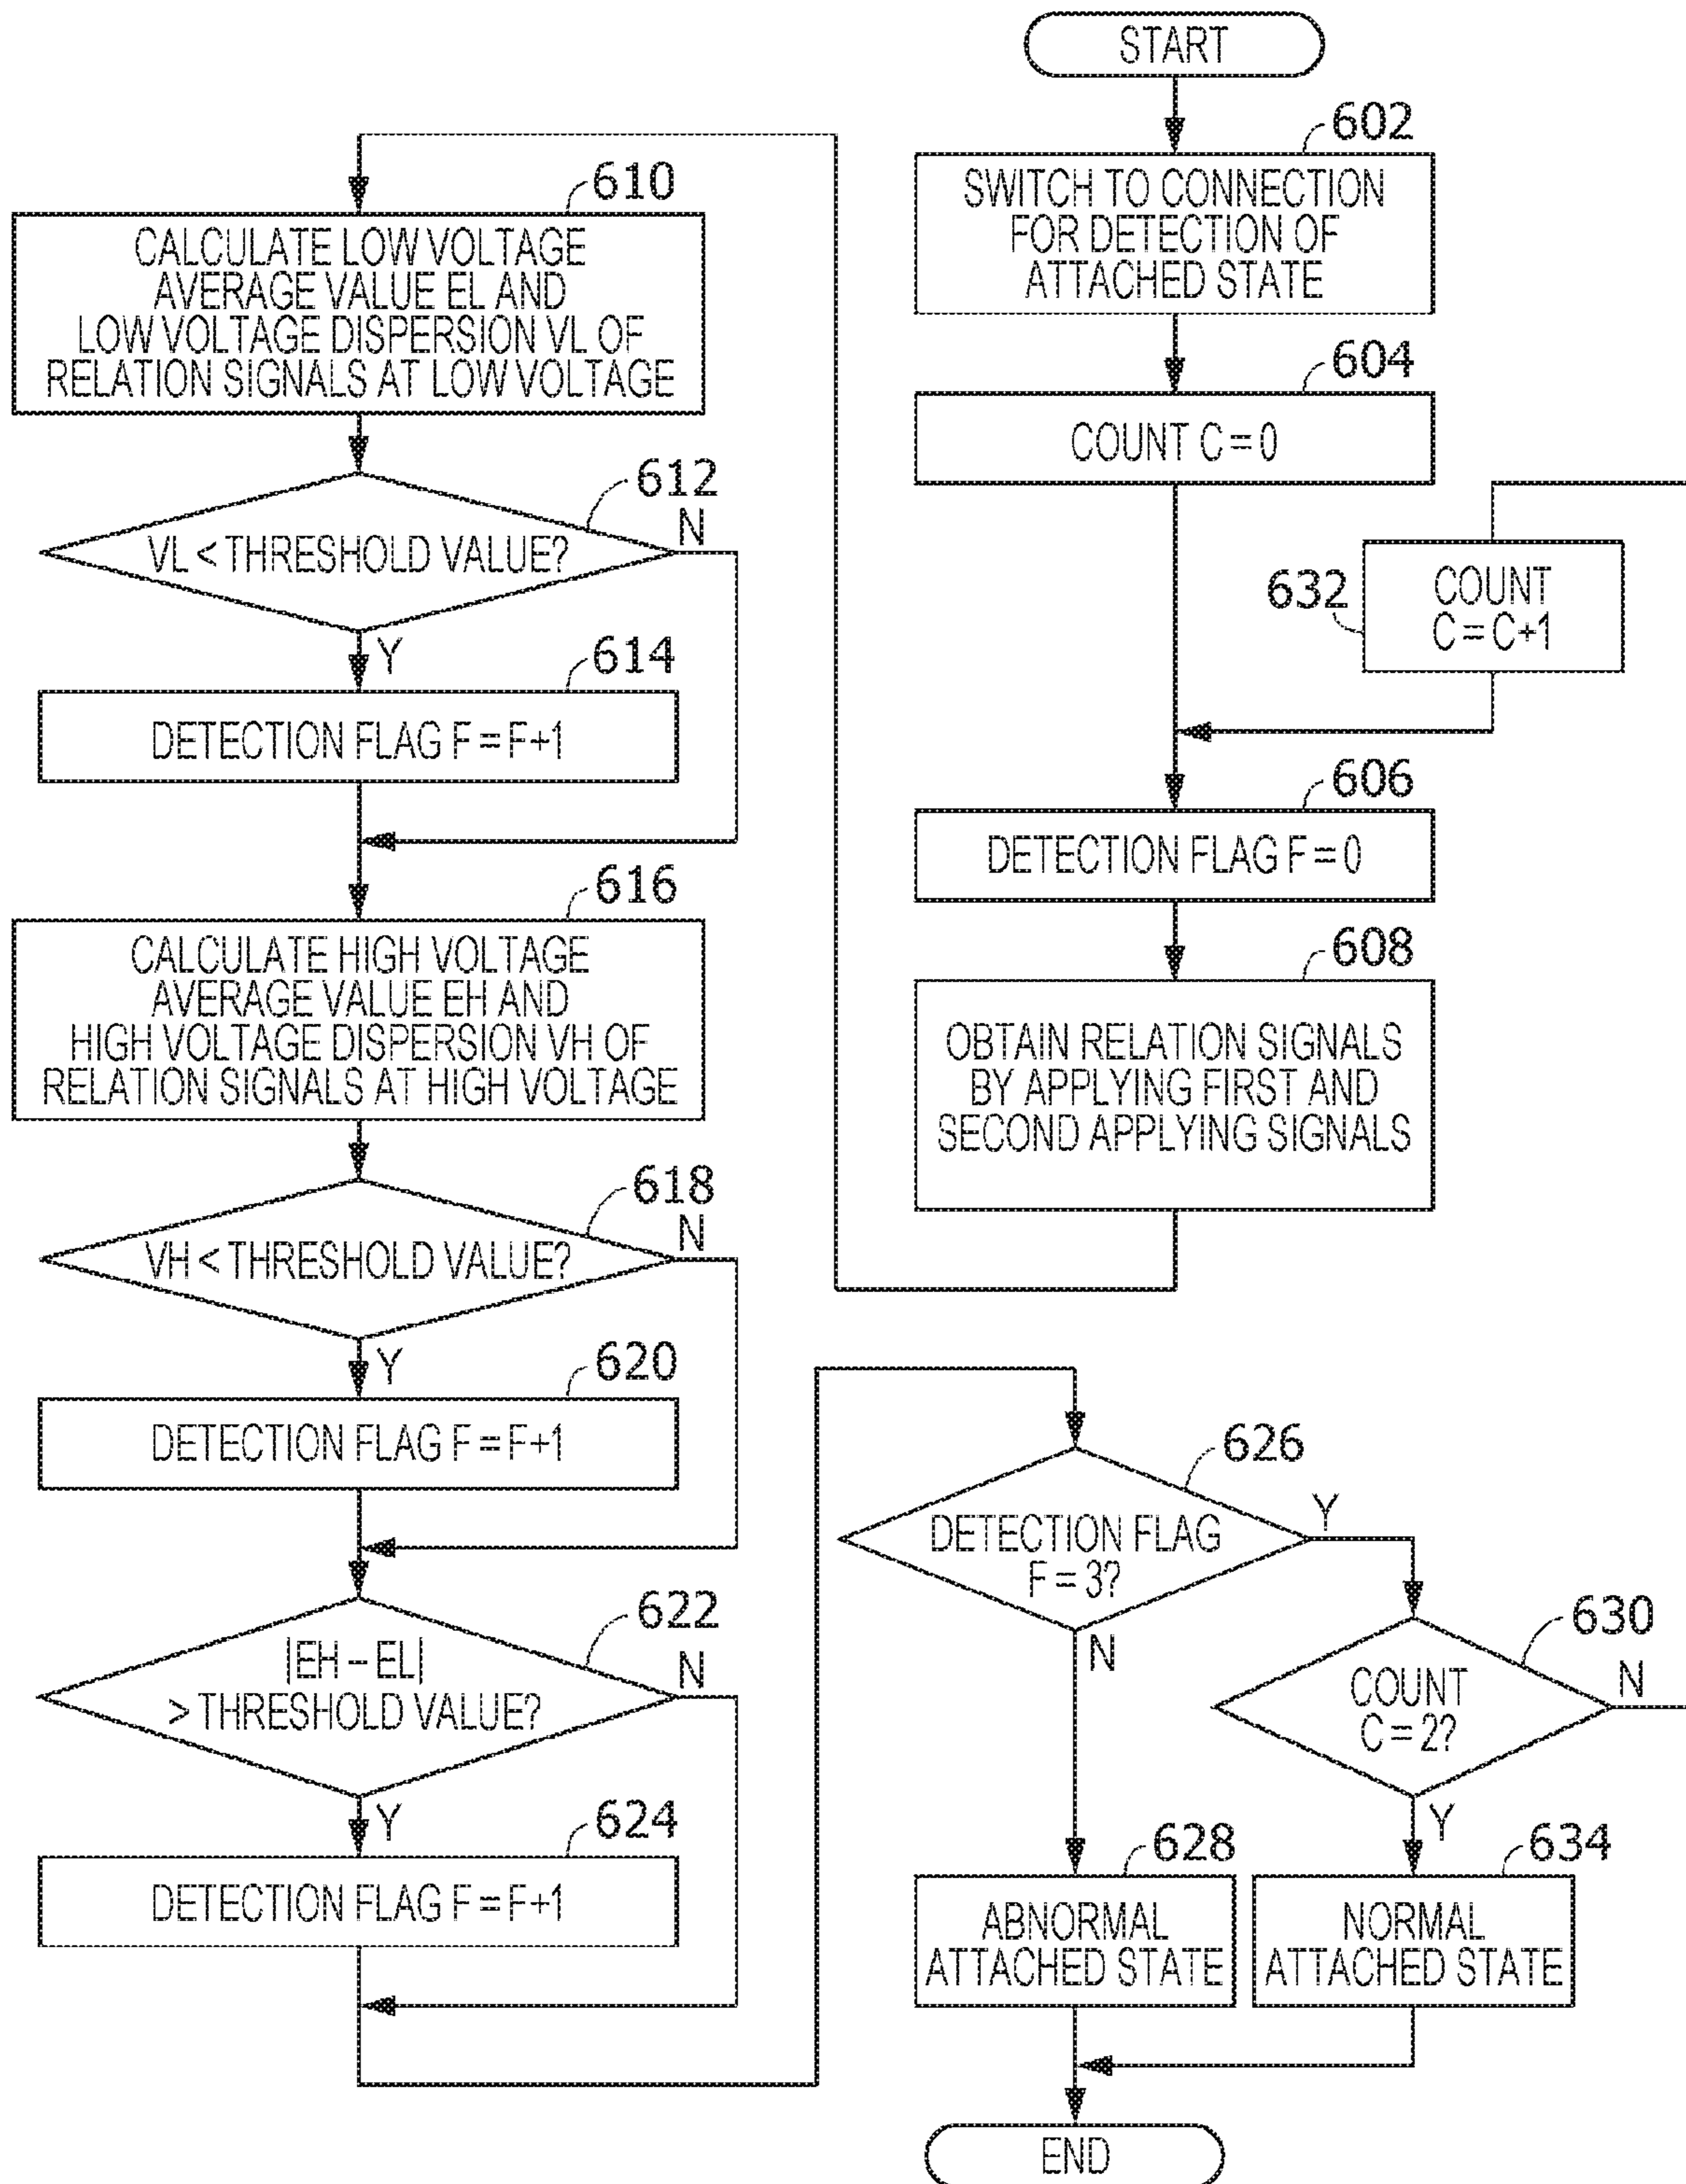 START
602
SWITCH TO CONNECTION
FOR DETECTION OF
ATTACHED STATE
604
COUNT C = 0
632
COUNT
C = C+1
606
DETECTION FLAG F = 0
608
OBTAIN RELATION SIGNALS
BY APPLYING FIRST AND
SECOND APPLYING SIGNALS
610
CALCULATE LOW VOLTAGE
AVERAGE VALUE EL AND
LOW VOLTAGE DISPERSION VL OF
RELATION SIGNALS AT LOW VOLTAGE
612
VL < THRESHOLD VALUE?
N
Y
614
DETECTION FLAG F = F+1
616
CALCULATE HIGH VOLTAGE
AVERAGE VALUE EH AND
HIGH VOLTAGE DISPERSION VH OF
RELATION SIGNALS AT HIGH VOLTAGE
618
VH < THRESHOLD VALUE?
N
Y
620
DETECTION FLAG F = F+1
622
|EH – EL|
> THRESHOLD VALUE?
N
Y
624
DETECTION FLAG F = F+1
626
DETECTION FLAG
F = 3?
Y
N
630
COUNT
C = 2?
N
Y
628
ABNORMAL
ATTACHED STATE
634
NORMAL
ATTACHED STATE
END